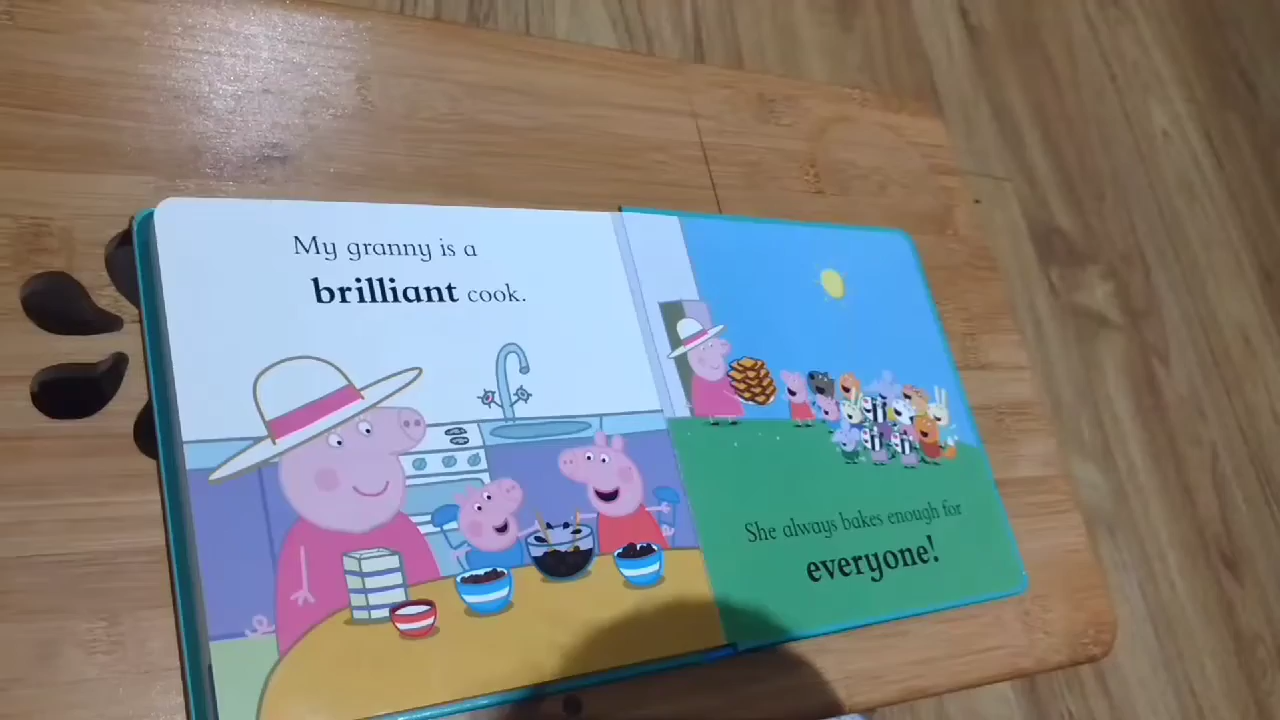 My granny is a
brilliant cook.
She always bakes enough for
everyone!